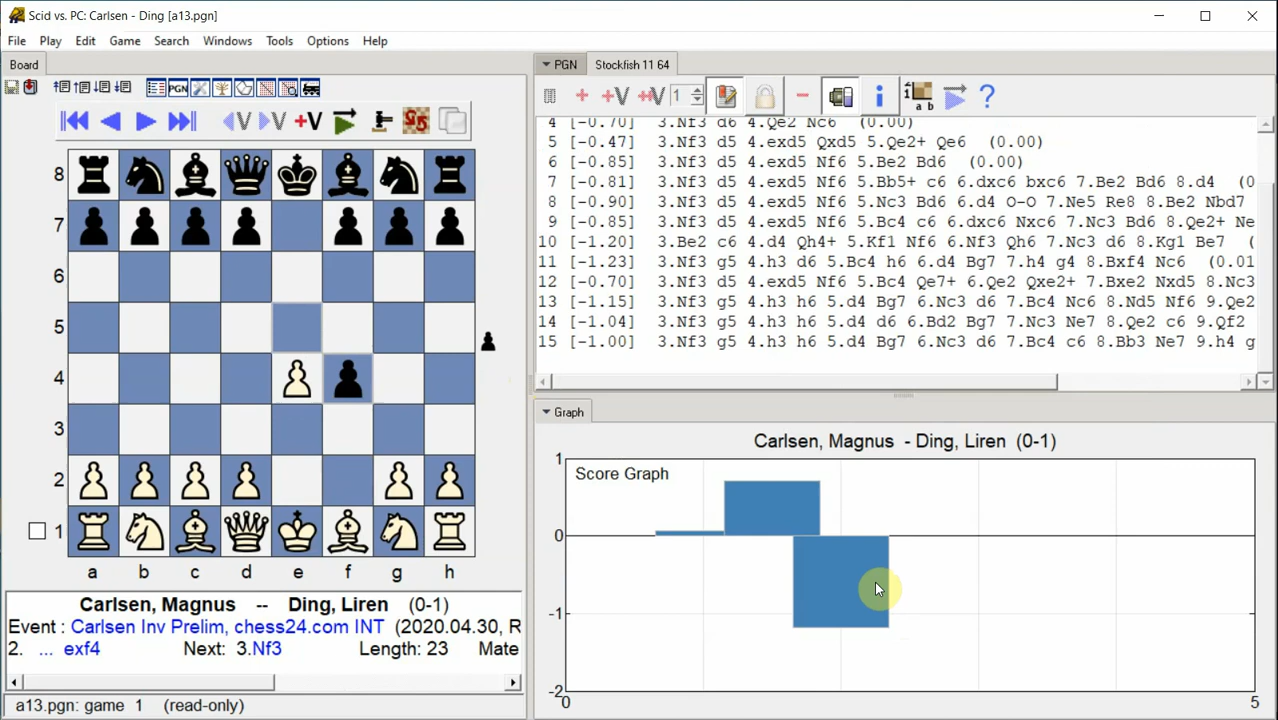 Scid vs. PC: Carlsen - Ding [a13.pgn]
File Play Edit Game Search Windows Tools Options Help
Board
PGN
+V
8
7
6
5
4
3
2
1
a b c d e f g h
Carlsen, Magnus -- Ding, Liren (0-1)
Event : Carlsen Inv Prelim, chess24.com INT (2020.04.30, R
2. ... exf4 Next: 3.Nf3 Length: 23 Mate
a13.pgn: game 1 (read-only)
PGN Stockfish 11 64
+ +V 1 - i a b ?
4 [-0.70] 3.Nf3 d6 4.Qe2 Nc6 (0.00)
5 [-0.47] 3.Nf3 d5 4.exd5 Qxd5 5.Qe2+ Qe6 (0.00)
6 [-0.85] 3.Nf3 d5 4.exd5 Nf6 5.Be2 Bd6 (0.00)
7 [-0.81] 3.Nf3 d5 4.exd5 Nf6 5.Bb5+ c6 6.dxc6 bxc6 7.Be2 Bd6 8.d4 (0
8 [-0.90] 3.Nf3 d5 4.exd5 Nf6 5.Nc3 Bd6 6.d4 O-O 7.Ne5 Re8 8.Be2 Nbd7
9 [-0.85] 3.Nf3 d5 4.exd5 Nf6 5.Bc4 c6 6.dxc6 Nxc6 7.Nc3 Bd6 8.Qe2+ Ne
10 [-1.20] 3.Be2 c6 4.d4 Qh4+ 5.Kf1 Nf6 6.Nf3 Qh6 7.Nc3 d6 8.Kg1 Be7 (
11 [-1.23] 3.Nf3 g5 4.h3 d6 5.Bc4 h6 6.d4 Bg7 7.h4 g4 8.Bxf4 Nc6 (0.01
12 [-0.70] 3.Nf3 d5 4.exd5 Nf6 5.Bc4 Qe7+ 6.Qe2 Qxe2+ 7.Bxe2 Nxd5 8.Nc3
13 [-1.15] 3.Nf3 g5 4.h3 h6 5.d4 Bg7 6.Nc3 d6 7.Bc4 Nc6 8.Nd5 Nf6 9.Qe2
14 [-1.04] 3.Nf3 g5 4.h3 h6 5.d4 d6 6.Bd2 Bg7 7.Nc3 Ne7 8.Qe2 c6 9.Qf2
15 [-1.00] 3.Nf3 g5 4.h3 h6 5.d4 Bg7 6.Nc3 d6 7.Bc4 c6 8.Bb3 Ne7 9.h4 g
Graph
Carlsen, Magnus - Ding, Liren (0-1)
Score Graph
1
0
-1
-2
0 5